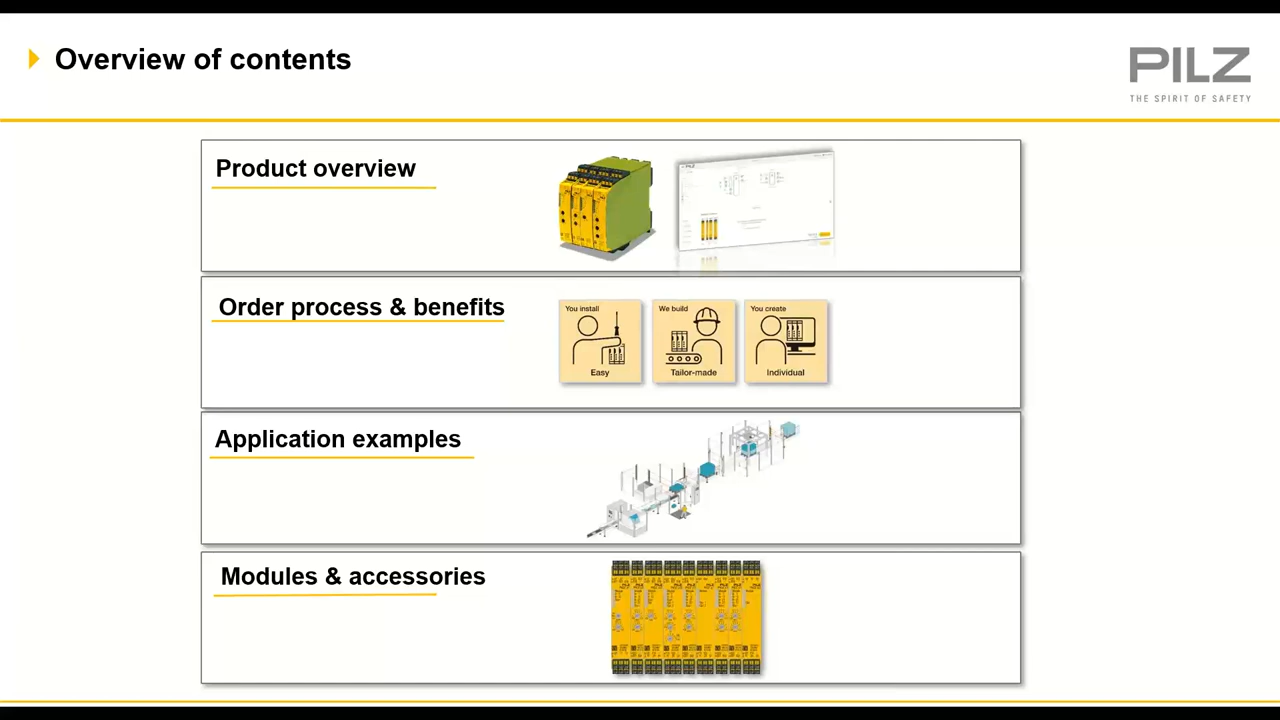 Overview of contents
PILZ
THE SPIRIT OF SAFETY
Product overview
PILZ
Order process & benefits
You install
Easy
We build
Tailor-made
You create
Individual
Application examples
Modules & accessories